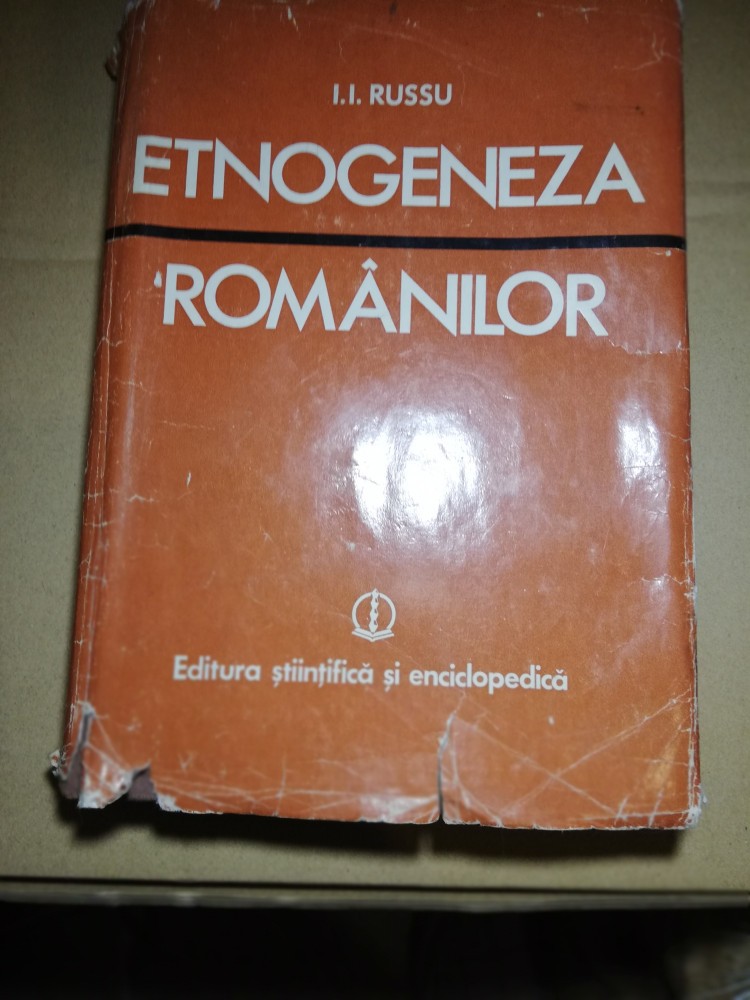 I.I. RUSSU
ETNOGENEZA
ROMÂNILOR
Editura științifică și enciclopedică